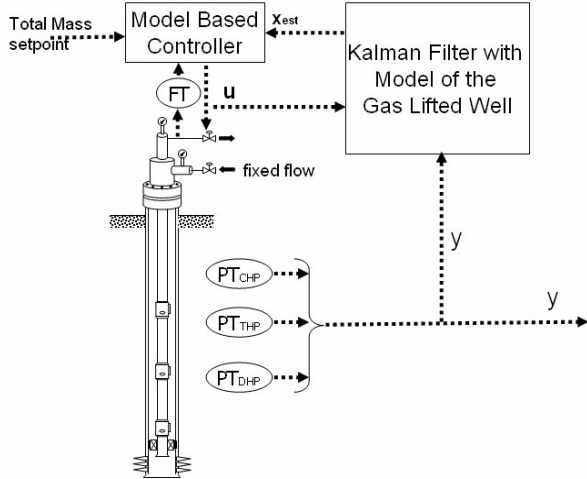 Total Mass
setpoint
Model Based
Controller
xest
Kalman Filter with
Model of the
Gas Lifted Well
FT
u
fixed flow
PTCHP
PTTHP
PTDHP
y
y